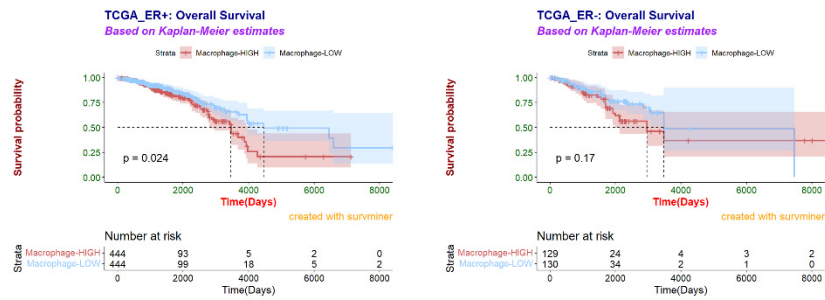 TCGA_ER+: Overall Survival
Based on Kaplan-Meier estimates
Strata Macrophage-HIGH Macrophage-LOW
Survival probability
1.00
0.75
0.50
0.25
0.00
p = 0.024
0 2000 4000 6000 8000
Time(Days)
created with survminer
Number at risk
Strata
Macrophage-HIGH 444 93 5 2 0
Macrophage-LOW 444 99 18 5 2
0 2000 4000 6000 8000
Time(Days)
TCGA_ER-: Overall Survival
Based on Kaplan-Meier estimates
Strata Macrophage-HIGH Macrophage-LOW
Survival probability
1.00
0.75
0.50
0.25
0.00
p = 0.17
0 2000 4000 6000 8000
Time(Days)
created with survminer
Number at risk
Strata
Macrophage-HIGH 129 24 4 3 2
Macrophage-LOW 130 34 2 1 0
0 2000 4000 6000 8000
Time(Days)